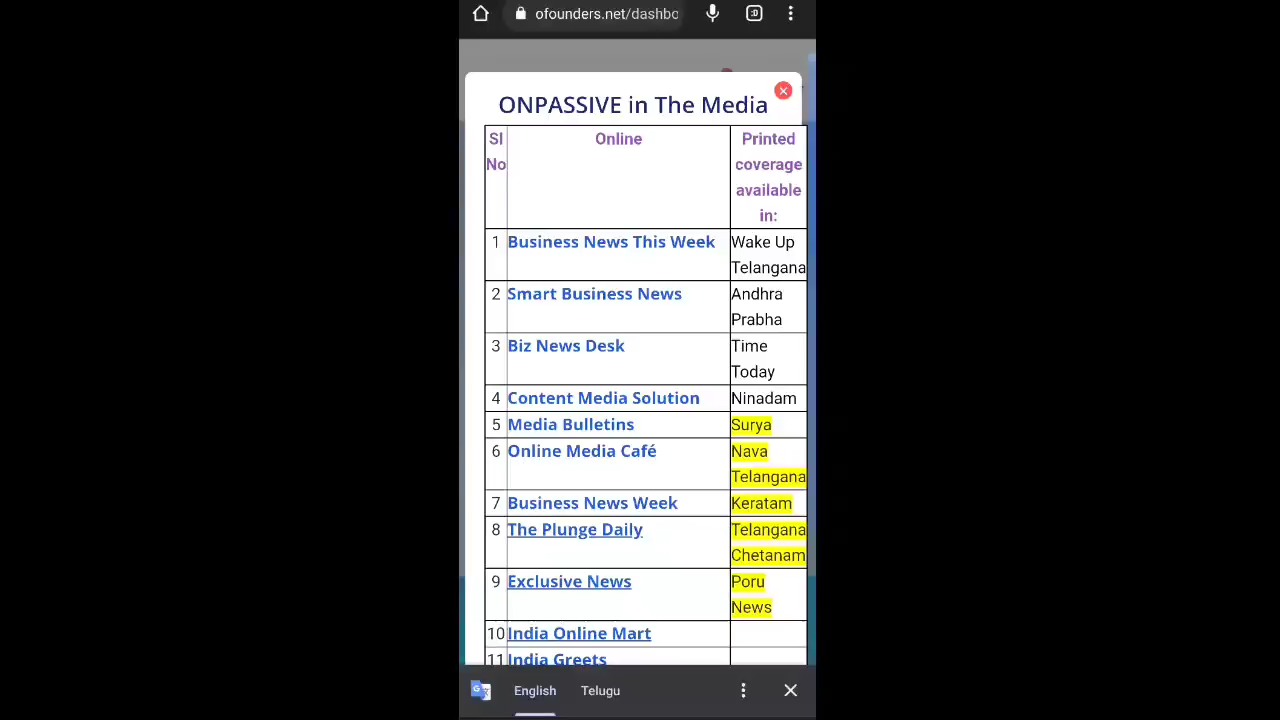 ofounders.net/dashbo
:D
ONPASSIVE in The Media
Sl No
Online
Printed coverage available in:
1 Business News This Week Wake Up Telangana
2 Smart Business News Andhra Prabha
3 Biz News Desk Time Today
4 Content Media Solution Ninadam
5 Media Bulletins Surya
6 Online Media Café Nava Telangana
7 Business News Week Keratam
8 The Plunge Daily Telangana Chetanam
9 Exclusive News Poru News
10 India Online Mart
11 India Greets
English Telugu